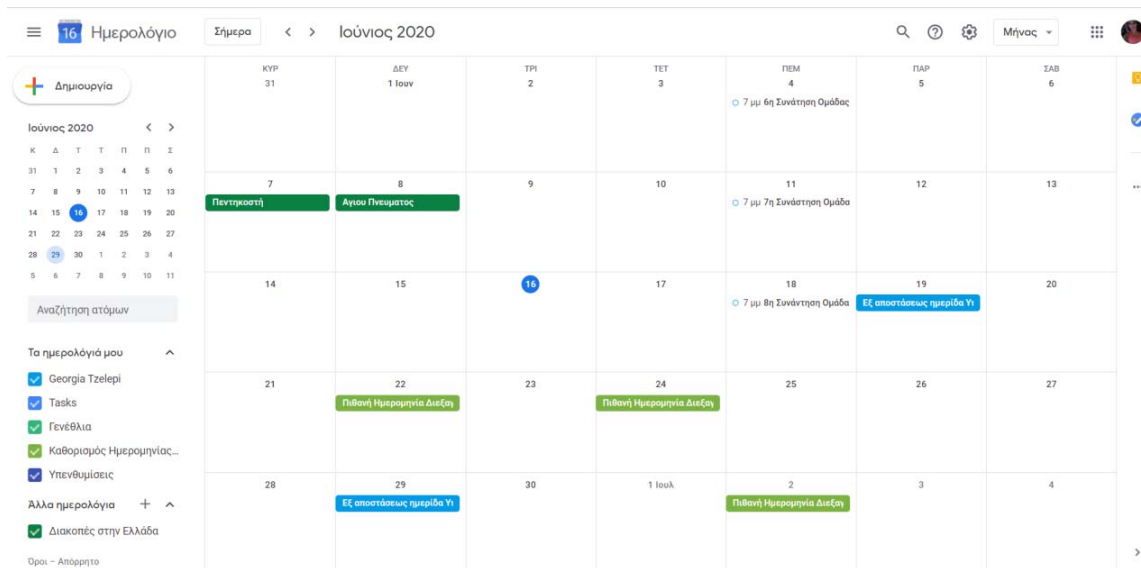 16 Ημερολόγιο Σήμερα < > Ιούνιος 2020 Μήνας
Δημιουργία
Ιούνιος 2020 < >
Κ Δ Τ Τ Π Π Σ
31 1 2 3 4 5 6
7 8 9 10 11 12 13
14 15 16 17 18 19 20
21 22 23 24 25 26 27
28 29 30 1 2 3 4
5 6 7 8 9 10 11
Αναζήτηση ατόμων
Τα ημερολόγιά μου
Georgia Tzelepi
Tasks
Γενέθλια
Καθορισμός Ημερομηνίας...
Υπενθυμίσεις
Άλλα ημερολόγια +
Διακοπές στην Ελλάδα
Όροι – Απόρρητο
ΚΥΡ ΔΕΥ ΤΡΙ ΤΕΤ ΠΕΜ ΠΑΡ ΣΑΒ
31 1 Ιουν 2 3 4 5 6
7 μμ 6η Συνάτηση Ομάδας
7 8 9 10 11 12 13
Πεντηκοστή Αγιου Πνευματος 7 μμ 7η Συνάστηση Ομάδα
14 15 16 17 18 19 20
7 μμ 8η Συνάντηση Ομάδα Εξ αποστάσεως ημερίδα Υι
21 22 23 24 25 26 27
Πιθανή Ημερομηνία Διεξαγ Πιθανή Ημερομηνία Διεξαγ
28 29 30 1 Ιουλ 2 3 4
Εξ αποστάσεως ημερίδα Υι Πιθανή Ημερομηνία Διεξαγ